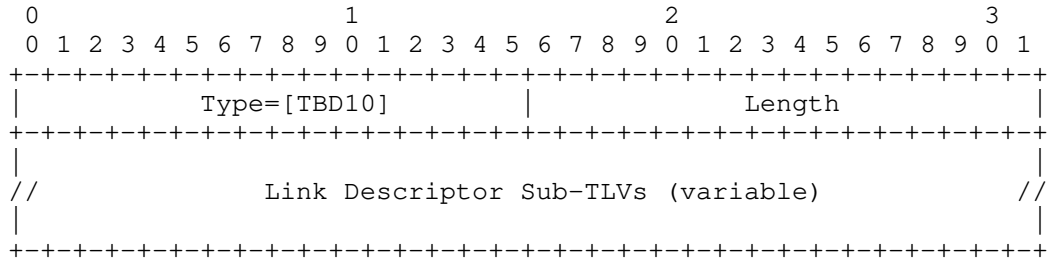 0                   1                   2                   3
 0 1 2 3 4 5 6 7 8 9 0 1 2 3 4 5 6 7 8 9 0 1 2 3 4 5 6 7 8 9 0 1
+-+-+-+-+-+-+-+-+-+-+-+-+-+-+-+-+-+-+-+-+-+-+-+-+-+-+-+-+-+-+-+-+
|           Type=[TBD10]        |             Length            |
+-+-+-+-+-+-+-+-+-+-+-+-+-+-+-+-+-+-+-+-+-+-+-+-+-+-+-+-+-+-+-+-+
|                                                               |
//              Link Descriptor Sub-TLVs (variable)            //
|                                                               |
+-+-+-+-+-+-+-+-+-+-+-+-+-+-+-+-+-+-+-+-+-+-+-+-+-+-+-+-+-+-+-+-+